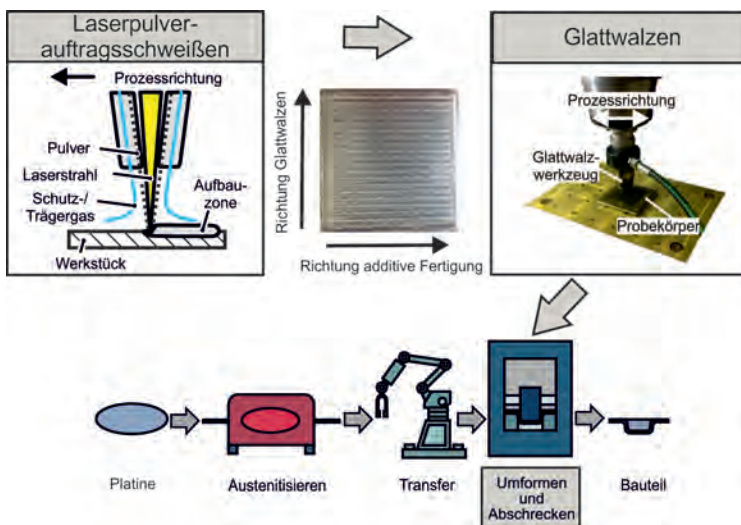 Laserpulver-
auftragsschweißen
Prozessrichtung
Pulver
Laserstrahl
Schutz-/
Trägergas
Aufbau-
zone
Werkstück
Richtung Glattwalzen
Richtung additive Fertigung
Glattwalzen
Prozessrichtung
Glattwalz-
werkzeug
Probekörper
Platine
Austenitisieren
Transfer
Umformen
und
Abschrecken
Bauteil